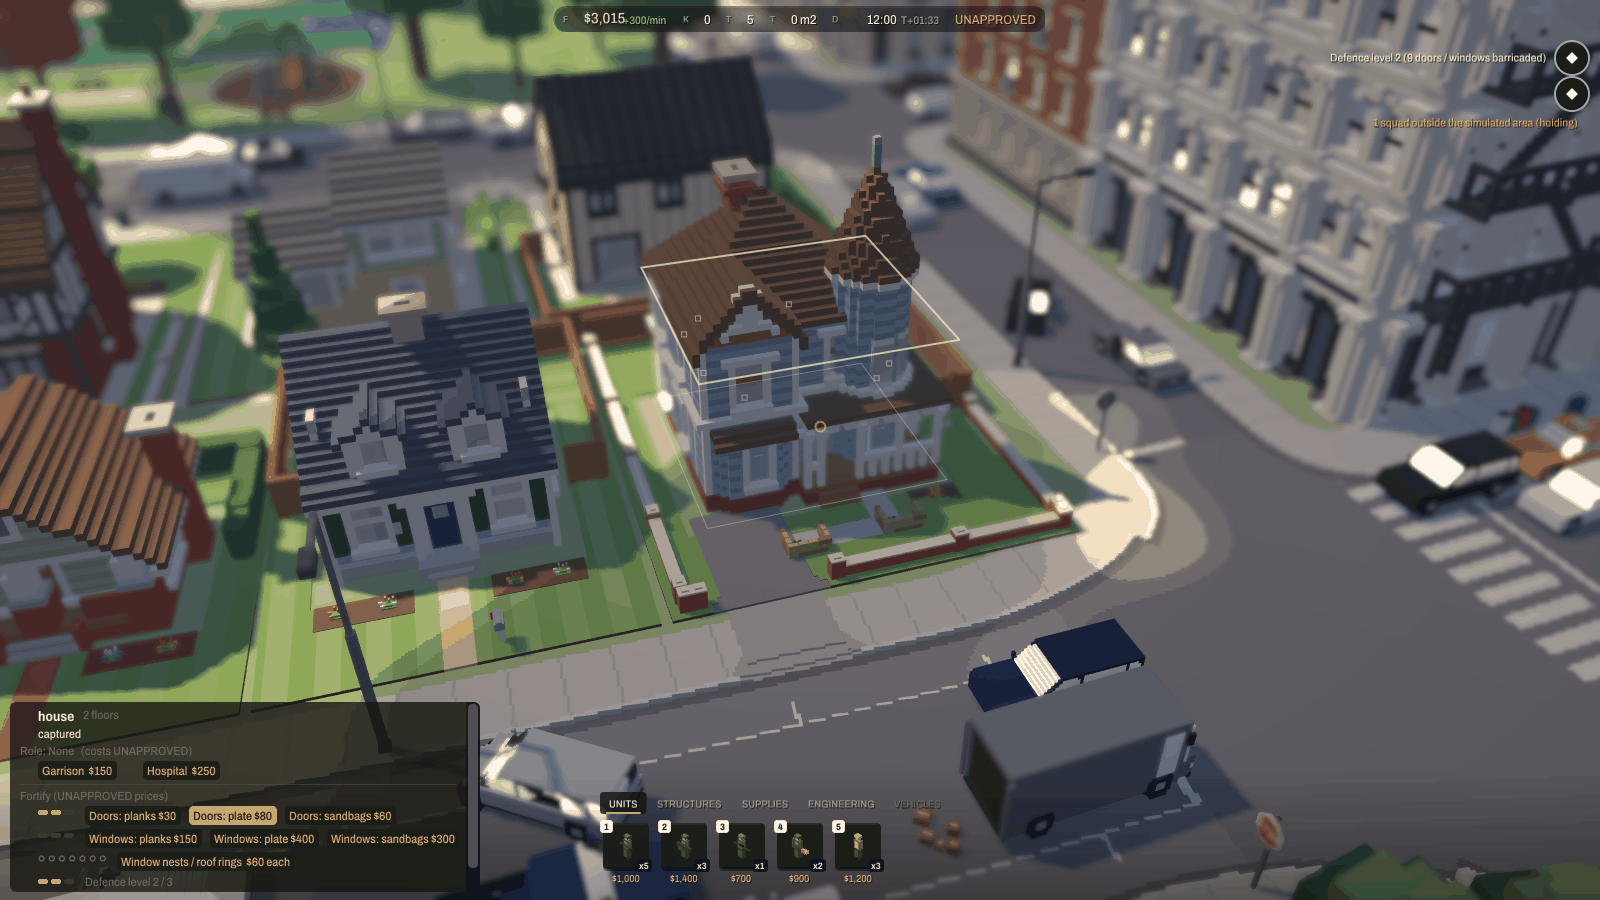 F $3,015 +300/min K 0 T 5 T 0 m2 D 12:00 T+01:33 UNAPPROVED
Defence level 2 (9 doors / windows barricaded)
1 squad outside the simulated area (holding)
house 2 floors
captured
Role: None (costs UNAPPROVED)
Garrison $150 Hospital $250
Fortify (UNAPPROVED prices)
Doors: planks $30 Doors: plate $80 Doors: sandbags $60
Windows: planks $150 Windows: plate $400 Windows: sandbags $300
Window nests / roof rings $60 each
Defence level 2 / 3
UNITS STRUCTURES SUPPLIES ENGINEERING VEHICLES
1 2 3 4 5
x5 x3 x1 x2 x3
$1,000 $1,400 $700 $900 $1,200